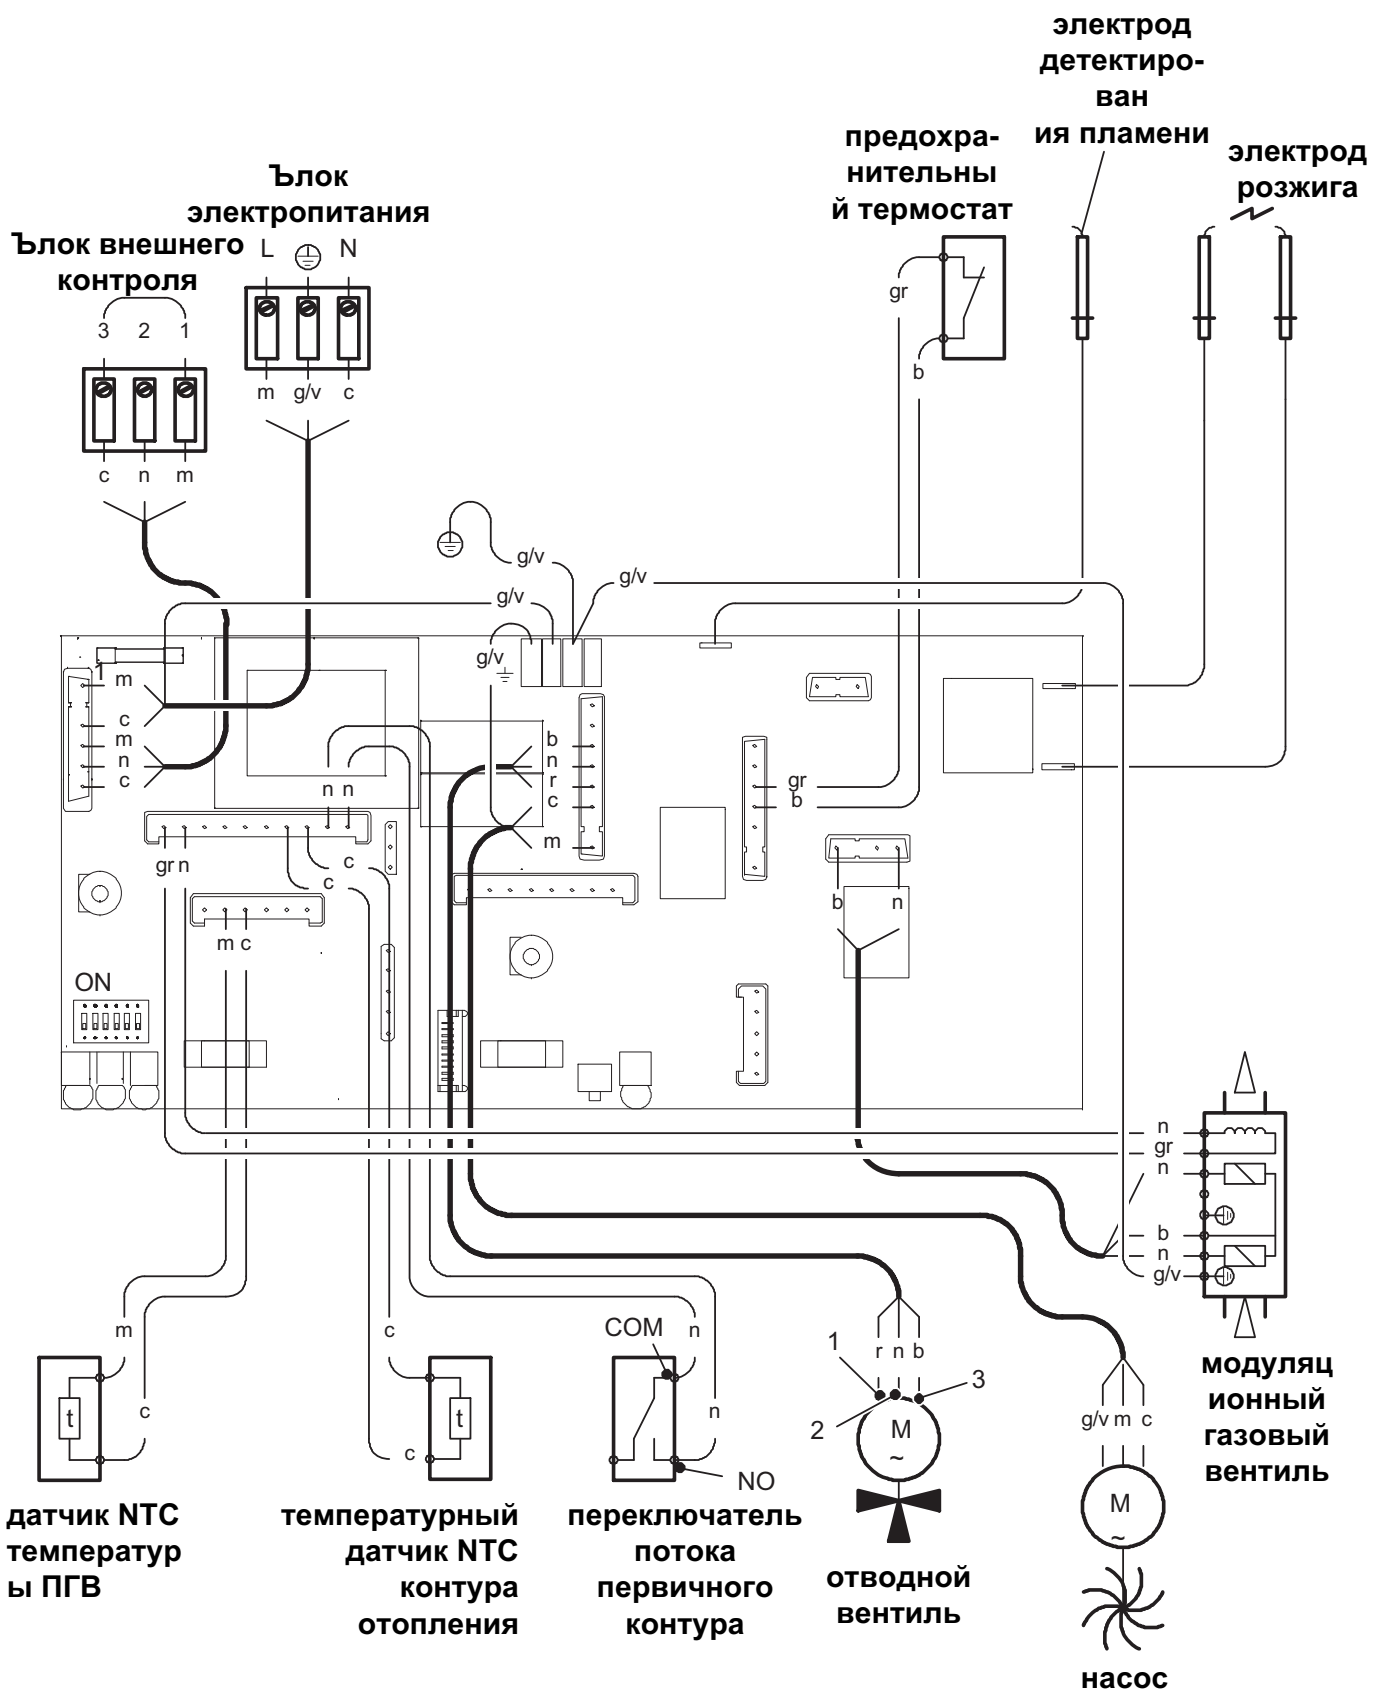 электрод
детектиро-
ван
ия пламени
электрод
розжига
предохра-
нительны
й термостат
Ълок
электропитания
Ълок внешнего
контроля
L
N
3 2 1
gr
b
m g/v c
c n m
g/v
g/v
g/v
g/v
1
m
c
m
n
c
b
n
r
c
m
n n
gr
b
gr n
c
c
b n
m c
ON
n
gr
n
b
n
g/v
m
c
t
c
c
t
COM
n
n
NO
1
2
3
r n b
M
~
g/v m c
M
~
модуляц
ионный
газовый
вентиль
датчик NTC
температур
ы ПГВ
температурный
датчик NTC
контура
отопления
переключатель
потока
первичного
контура
отводной
вентиль
насос